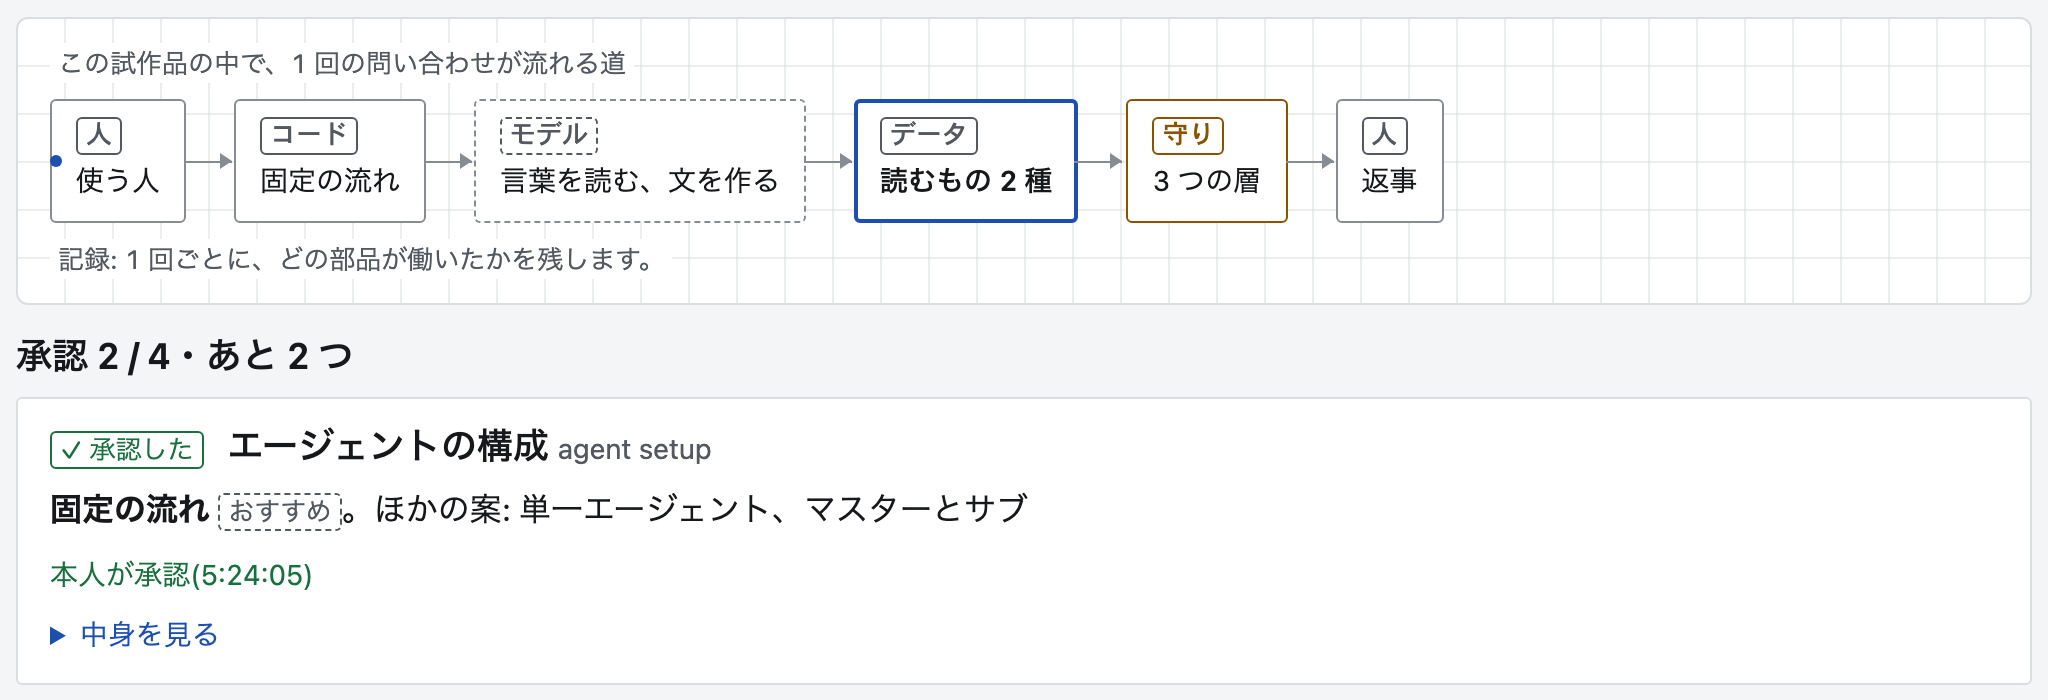 この試作品の中で、1 回の問い合わせが流れる道
人
使う人
コード
固定の流れ
モデル
言葉を読む、文を作る
データ
読むもの 2 種
守り
3 つの層
人
返事
記録: 1 回ごとに、どの部品が働いたかを残します。
承認 2 / 4・あと 2 つ
✓ 承認した エージェントの構成 agent setup
固定の流れ おすすめ。ほかの案: 単一エージェント、マスターとサブ
本人が承認(5:24:05)
▶ 中身を見る